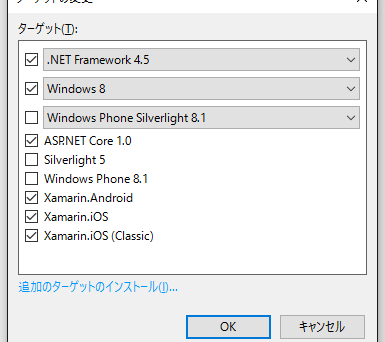 ターゲットの変更
ターゲット(T):
.NET Framework 4.5
Windows 8
Windows Phone Silverlight 8.1
ASP.NET Core 1.0
Silverlight 5
Windows Phone 8.1
Xamarin.Android
Xamarin.iOS
Xamarin.iOS (Classic)
追加のターゲットのインストール(I)...
OK
キャンセル